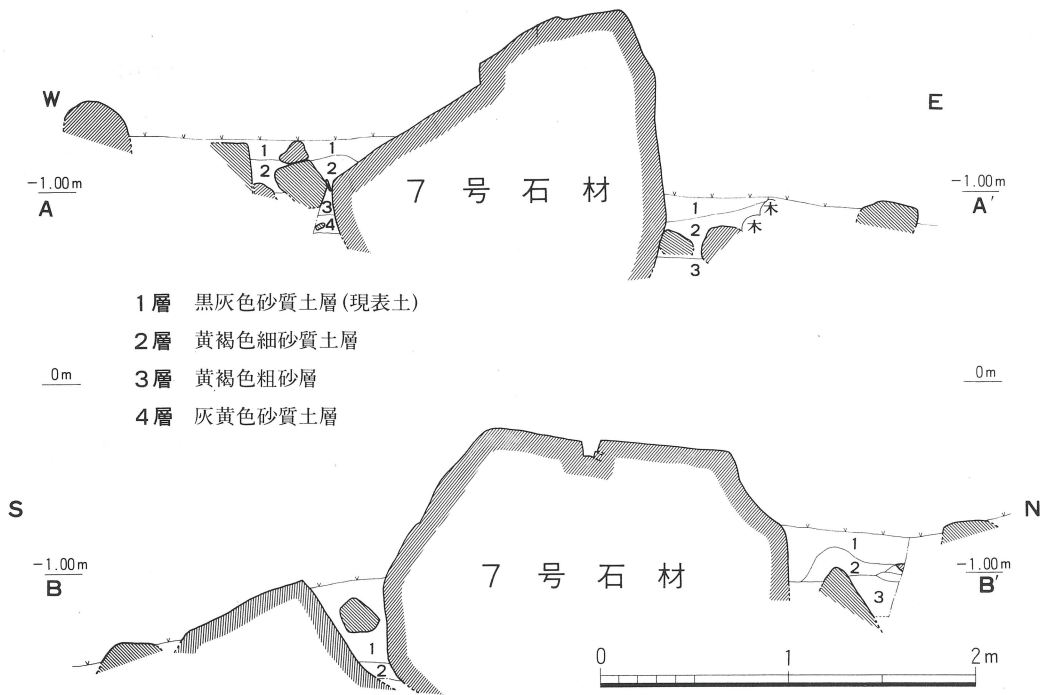 W E
−1.00m
A
−1.00m
A′
1
2
3
4
1
2
7 号 石 材
1
2
3
木
木
1層 黒灰色砂質土層(現表土)
2層 黄褐色細砂質土層
3層 黄褐色粗砂層
4層 灰黄色砂質土層
0m
0m
S N
−1.00m
B
−1.00m
B′
7 号 石 材
1
2
1
2
3
0 1 2m